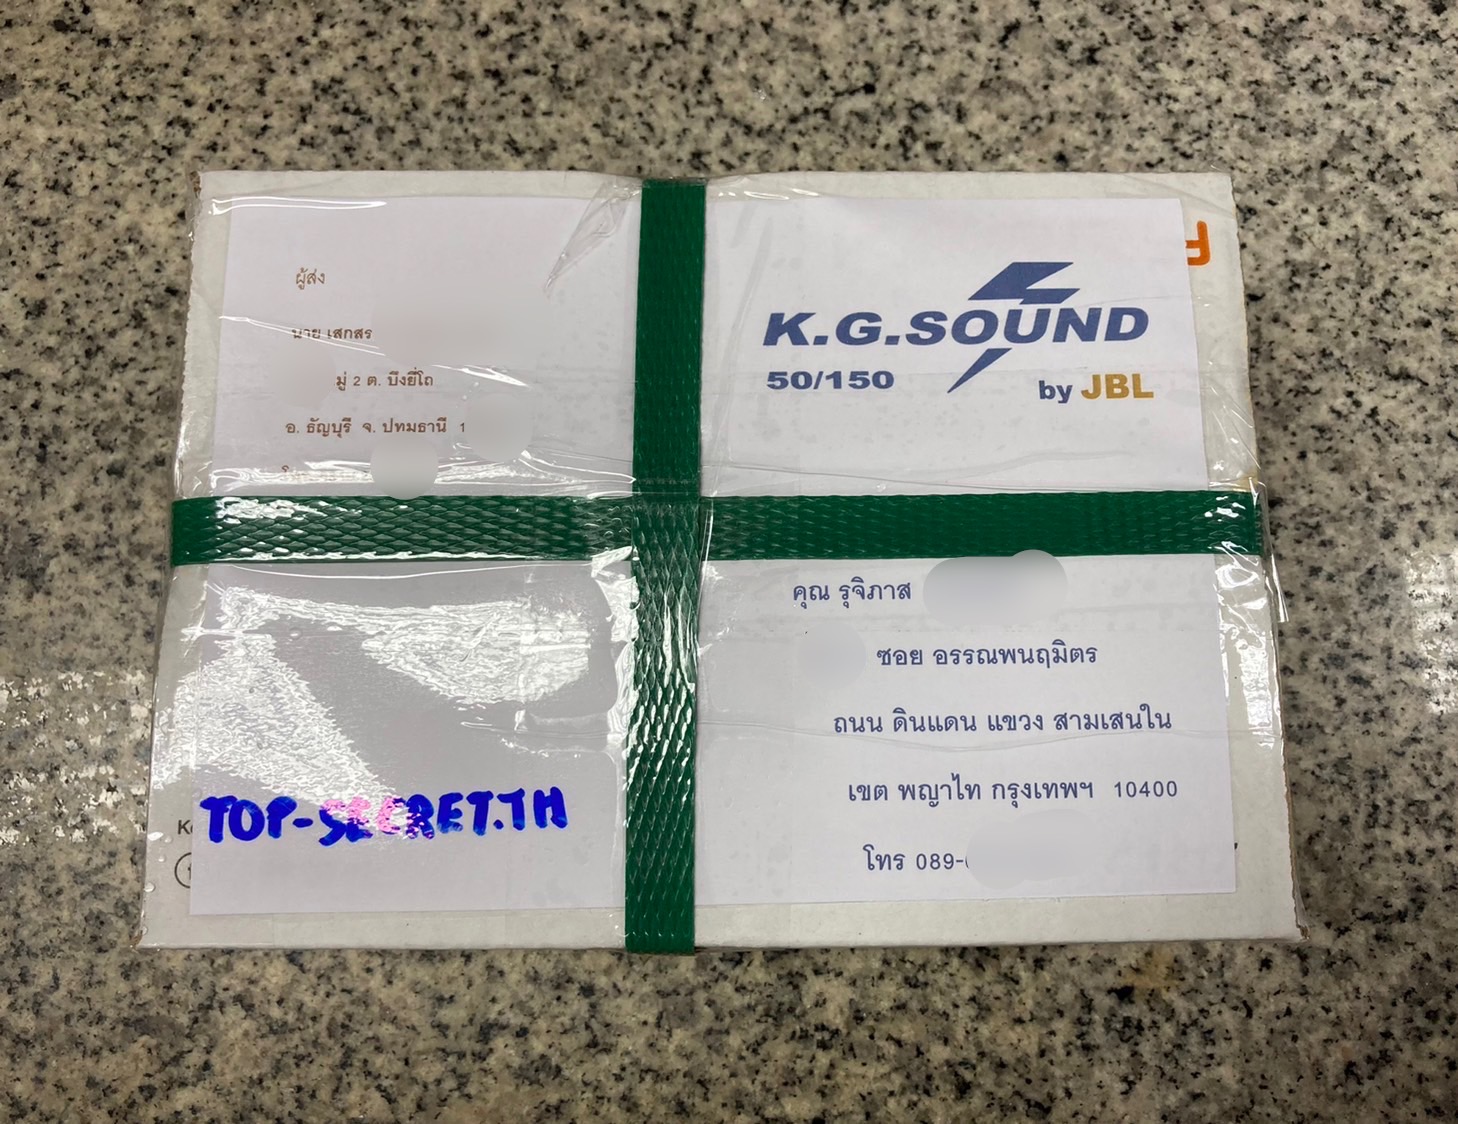 ผู้ส่ง
นาย เสกสร
มู่ 2 ต. บึงยี่โถ
อ. ธัญบุรี จ. ปทุมธานี 1
K.G.SOUND
50/150
by JBL
คุณ รุจิภาส
ซอย อรรณพนฤมิตร
ถนน ดินแดน แขวง สามเสนใน
เขต พญาไท กรุงเทพฯ 10400
โทร 089-
TOP-SECRET.TH